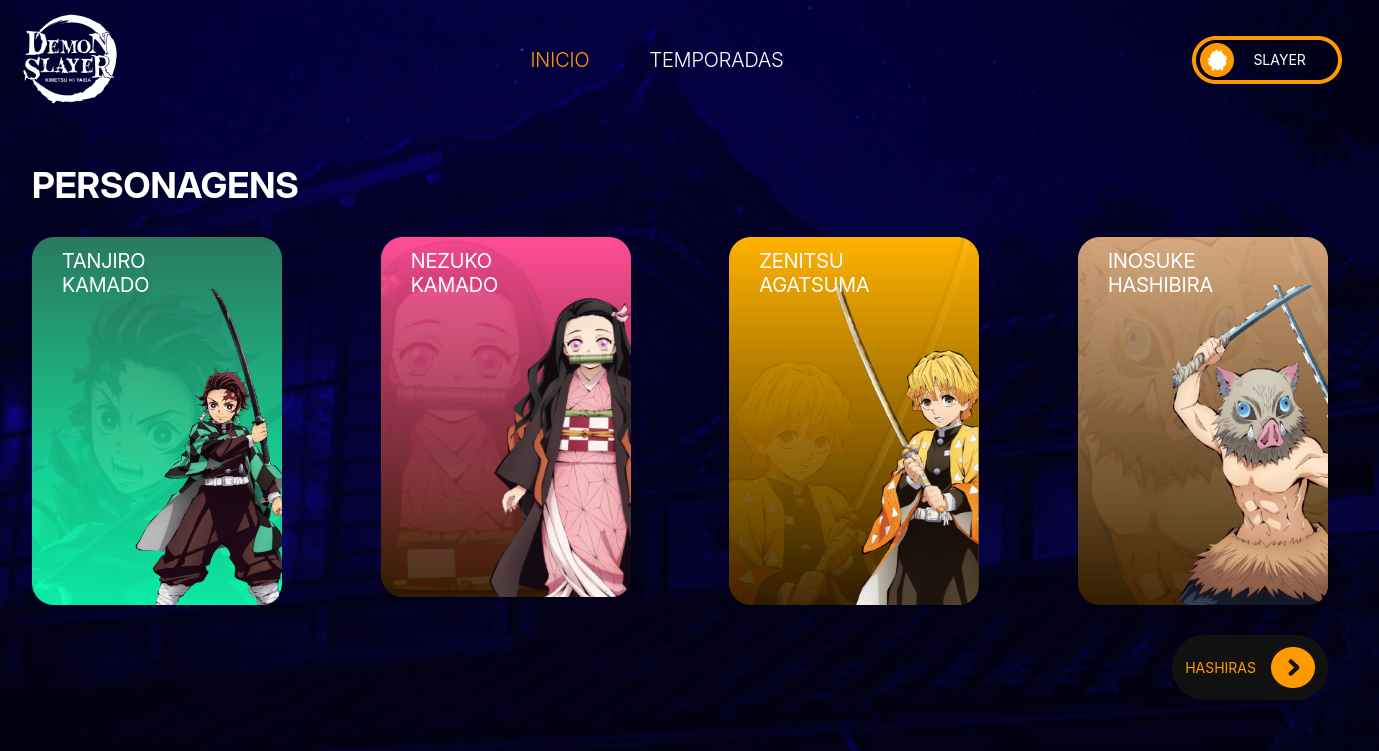 DEMON
SLAYER
KIMETSU NO YAIBA
INICIO
TEMPORADAS
SLAYER
PERSONAGENS
TANJIRO
KAMADO
NEZUKO
KAMADO
ZENITSU
AGATSUMA
INOSUKE
HASHIBIRA
HASHIRAS